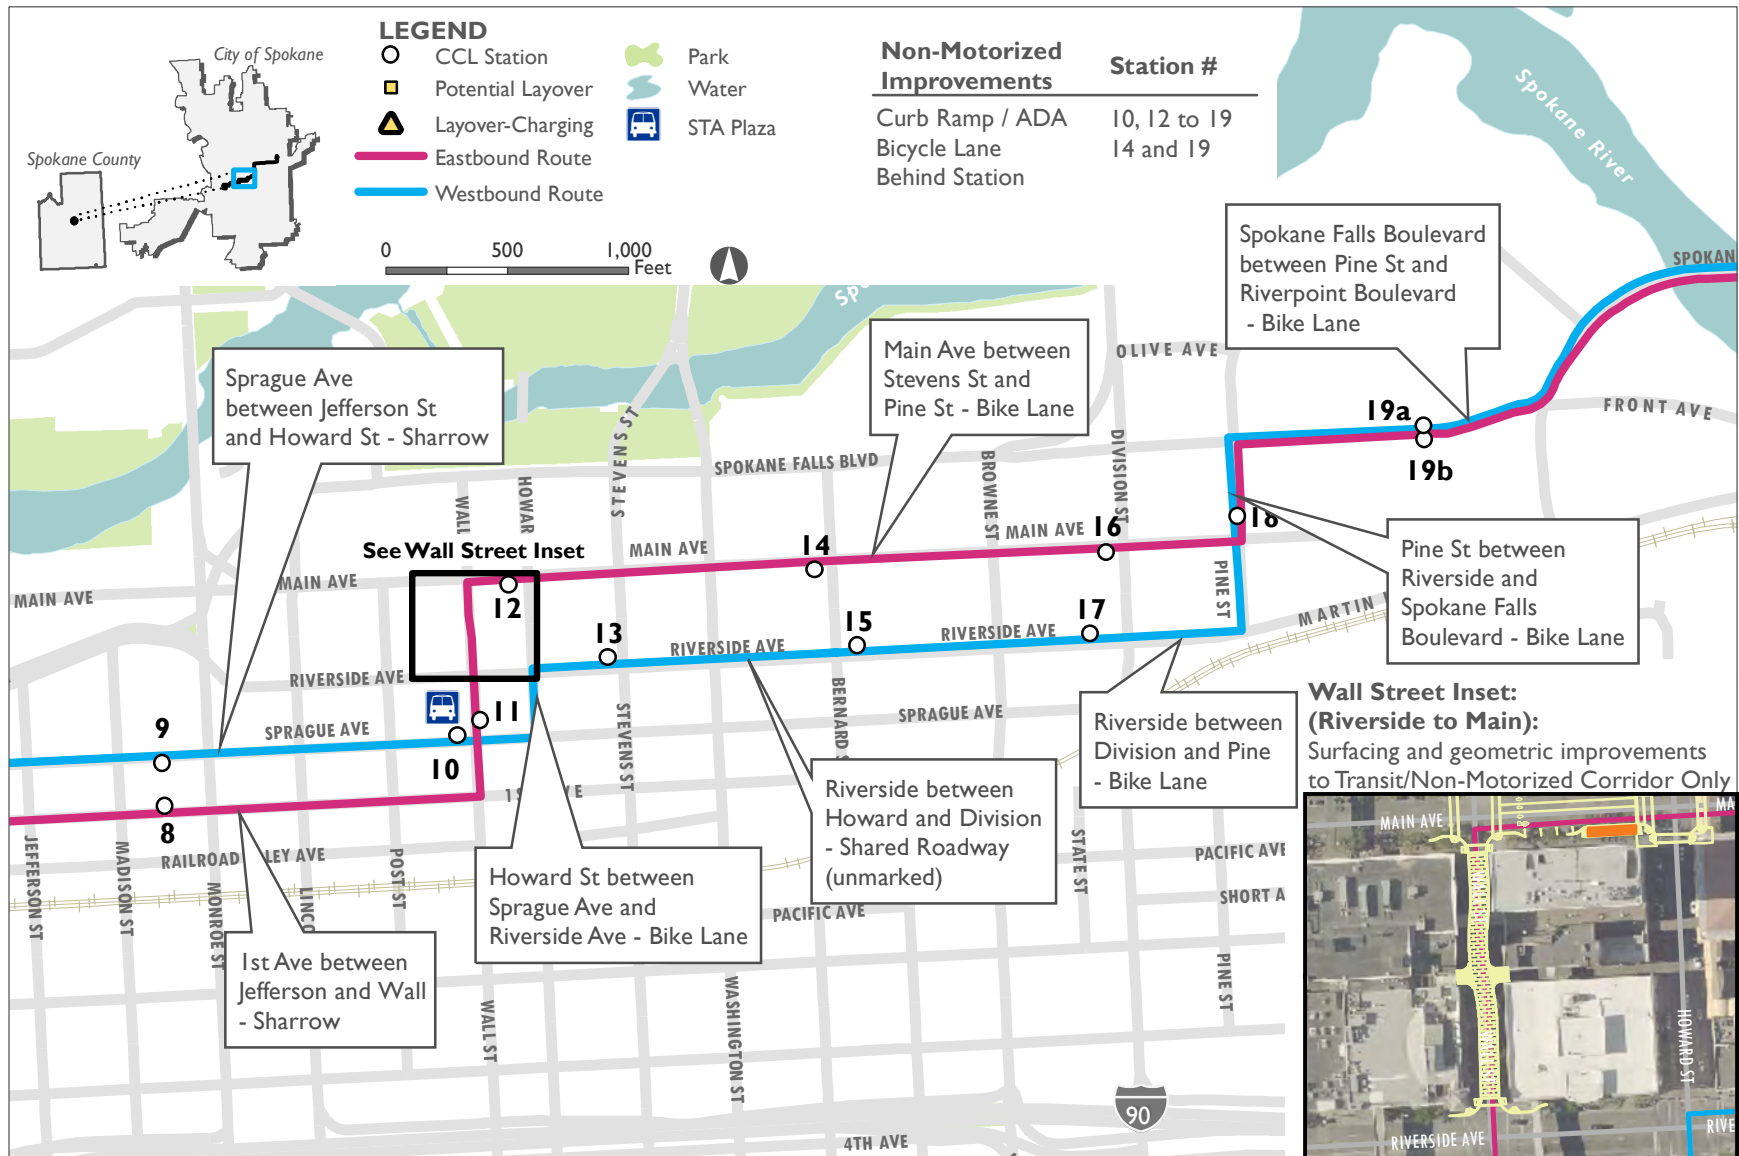 LEGEND
CCL Station
Potential Layover
Layover-Charging
Eastbound Route
Westbound Route
Park
Water
STA Plaza
City of Spokane
Spokane County
0 500 1,000
Feet
Non-Motorized
Improvements
Station #
Curb Ramp / ADA 10, 12 to 19
Bicycle Lane 14 and 19
Behind Station
Spokane River
Spokane Falls Boulevard
between Pine St and
Riverpoint Boulevard
- Bike Lane
SPOKAN
Main Ave between
Stevens St and
Pine St - Bike Lane
OLIVE AVE
Sprague Ave
between Jefferson St
and Howard St - Sharrow
FRONT AVE
19a
19b
STEVENS ST
SPOKANE FALLS BLVD
BROWNE ST
DIVISION ST
WALL
HOWAR
MAIN AVE
16
18
14
MAIN AVE
See Wall Street Inset
MAIN AVE
MAIN AVE
12
PINE ST
MARTIN
Pine St between
Riverside and
Spokane Falls
Boulevard - Bike Lane
13
15
17
RIVERSIDE AVE
RIVERSIDE AVE
RIVERSIDE AVE
11
9
SPRAGUE AVE
10
STEVENS ST
BERNARD S
SPRAGUE AVE
Riverside between
Division and Pine
- Bike Lane
Wall Street Inset:
(Riverside to Main):
Surfacing and geometric improvements
to Transit/Non-Motorized Corridor Only
8
1S
VE
Riverside between
Howard and Division
- Shared Roadway
(unmarked)
JEFFERSON ST
MADISON ST
RAILROAD
LEY AVE
MONROE ST
LINCO
POST ST
STATE ST
PACIFIC AVE
SHORT A
PACIFIC AVE
Howard St between
Sprague Ave and
Riverside Ave - Bike Lane
1st Ave between
Jefferson and Wall
- Sharrow
WALL ST
WASHINGTON ST
PINE ST
90
4TH AVE
MAIN AVE
MA
HOWARD ST
RIVERSIDE AVE
RIVE